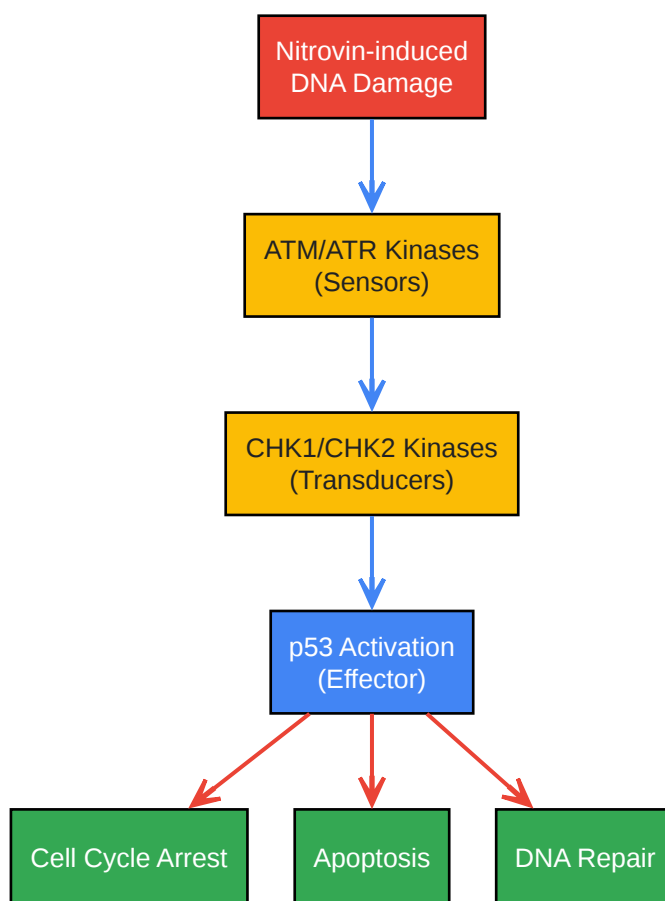 Nitrovin-induced
DNA Damage
ATM/ATR Kinases
(Sensors)
CHK1/CHK2 Kinases
(Transducers)
p53 Activation
(Effector)
Cell Cycle Arrest
Apoptosis
DNA Repair